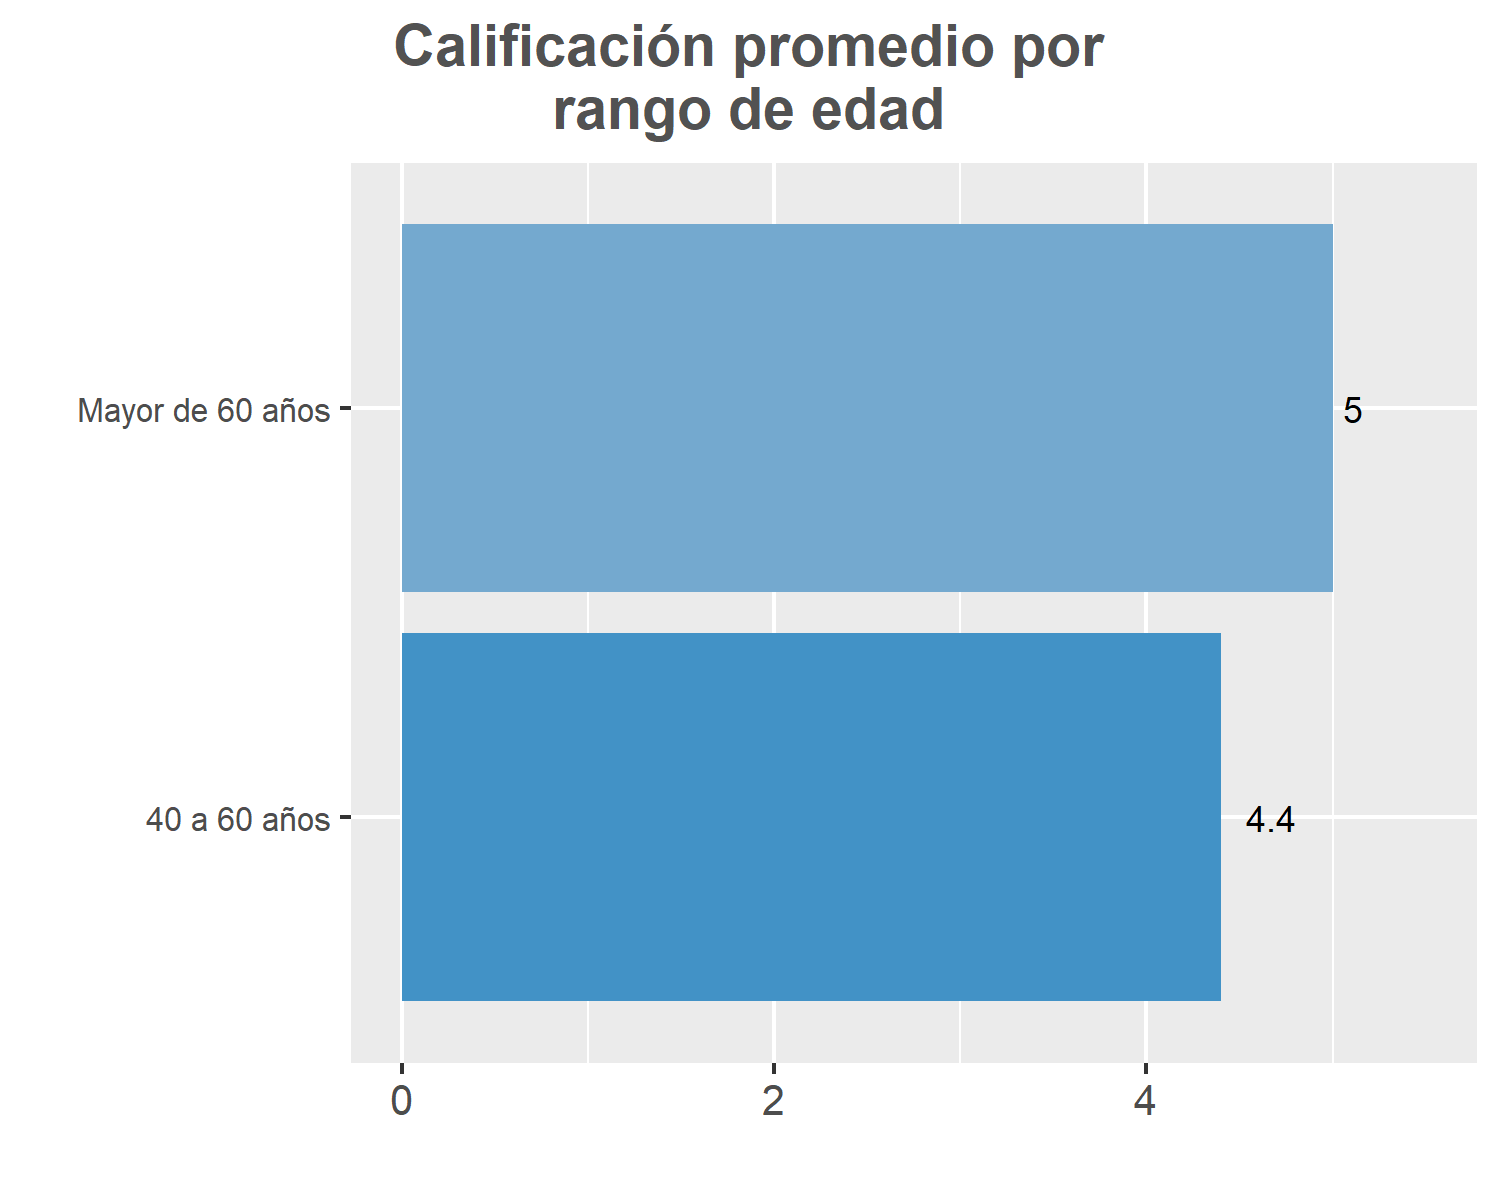 Calificación promedio por
rango de edad
Mayor de 60 años
5
40 a 60 años
4.4
0
2
4